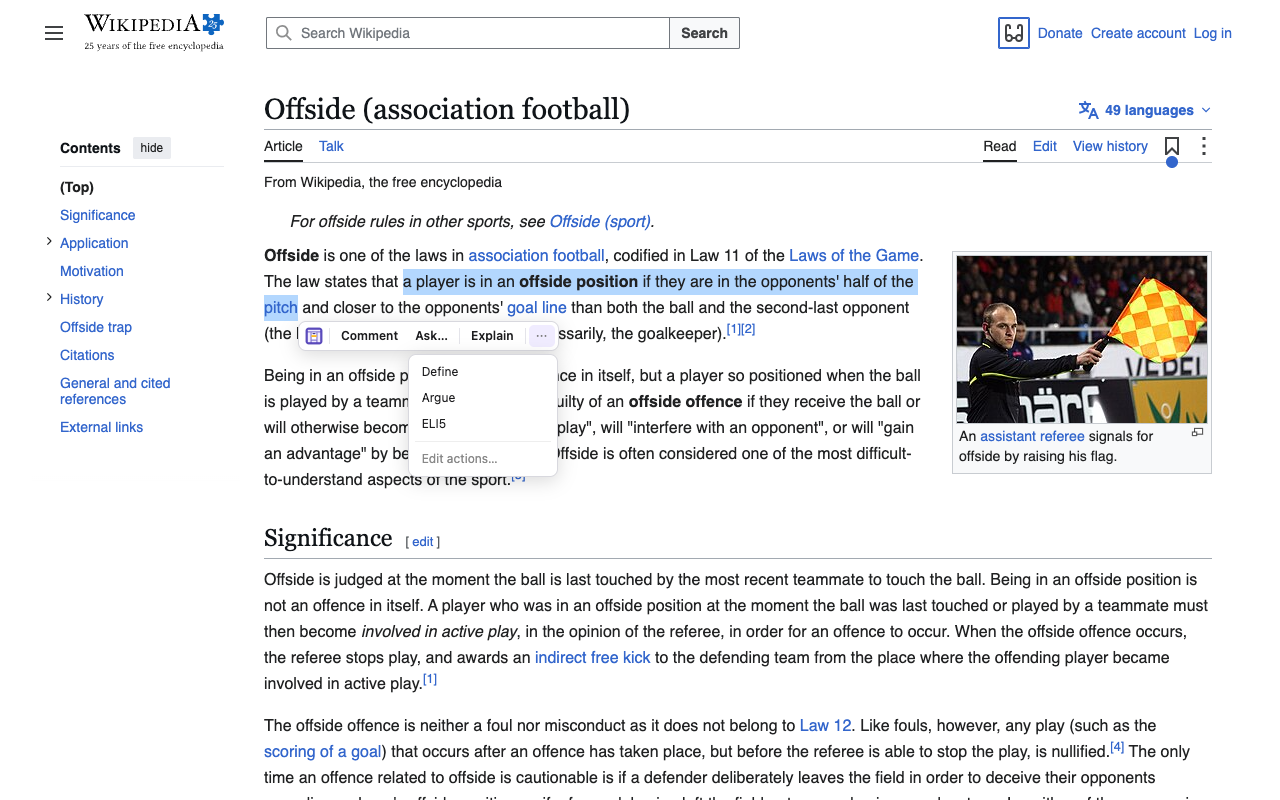 WIKIPEDIA 25
25 years of the free encyclopedia
Search Wikipedia
Search
Donate Create account Log in
Contents hide
(Top)
Significance
Application
Motivation
History
Offside trap
Citations
General and cited
references
External links
Offside (association football)
49 languages
Article Talk
Read Edit View history
From Wikipedia, the free encyclopedia
For offside rules in other sports, see Offside (sport).
Offside is one of the laws in association football, codified in Law 11 of the Laws of the Game.
The law states that a player is in an offside position if they are in the opponents' half of the
pitch and closer to the opponents' goal line than both the ball and the second-last opponent
(the ssarily, the goalkeeper).[1][2]
Comment Ask... Explain ...
Define
Argue
ELI5
Edit actions...
Being in an offside p ce in itself, but a player so positioned when the ball
is played by a teamm uilty of an offside offence if they receive the ball or
will otherwise becom play", will "interfere with an opponent", or will "gain
an advantage" by be Offside is often considered one of the most difficult-
to-understand aspects of the sport.
An assistant referee signals for
offside by raising his flag.
Significance [ edit ]
Offside is judged at the moment the ball is last touched by the most recent teammate to touch the ball. Being in an offside position is
not an offence in itself. A player who was in an offside position at the moment the ball was last touched or played by a teammate must
then become involved in active play, in the opinion of the referee, in order for an offence to occur. When the offside offence occurs,
the referee stops play, and awards an indirect free kick to the defending team from the place where the offending player became
involved in active play.[1]
The offside offence is neither a foul nor misconduct as it does not belong to Law 12. Like fouls, however, any play (such as the
scoring of a goal) that occurs after an offence has taken place, but before the referee is able to stop the play, is nullified.[4] The only
time an offence related to offside is cautionable is if a defender deliberately leaves the field in order to deceive their opponents